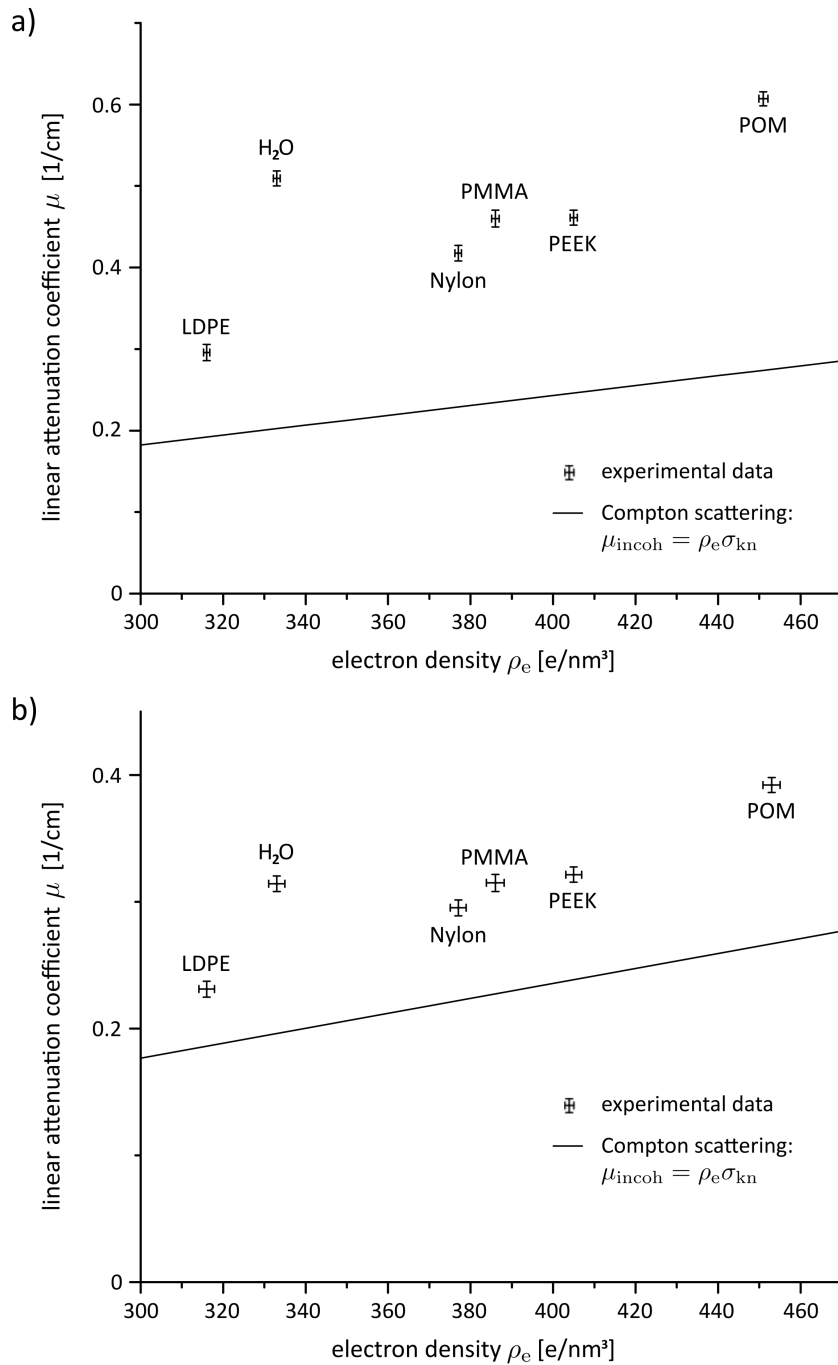 a)
linear attenuation coefficient μ [1/cm]
0.6
0.4
0.2
0
POM
H₂O
PMMA
PEEK
Nylon
LDPE
experimental data
Compton scattering:
μincoh = ρeσkn
300 320 340 360 380 400 420 440 460
electron density ρe [e/nm³]
b)
linear attenuation coefficient μ [1/cm]
0.4
0.2
0
POM
H₂O
PMMA
PEEK
Nylon
LDPE
experimental data
Compton scattering:
μincoh = ρeσkn
300 320 340 360 380 400 420 440 460
electron density ρe [e/nm³]